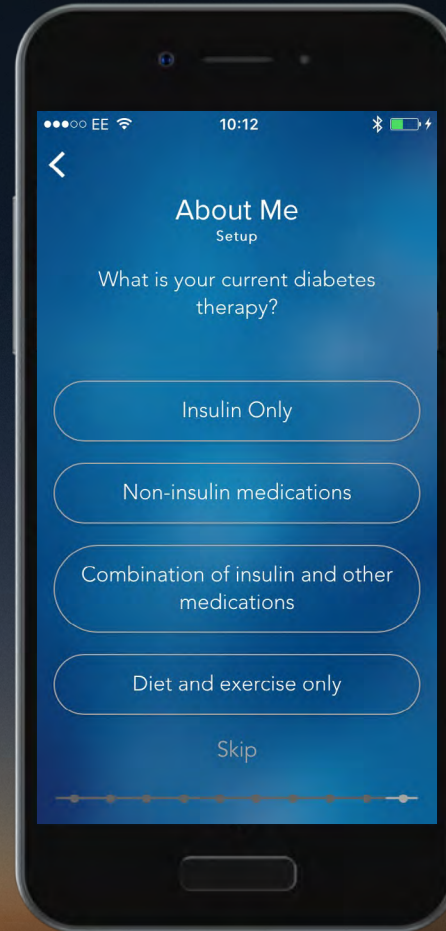 EE 10:12
About Me
Setup
What is your current diabetes
therapy?
Insulin Only
Non-insulin medications
Combination of insulin and other
medications
Diet and exercise only
Skip